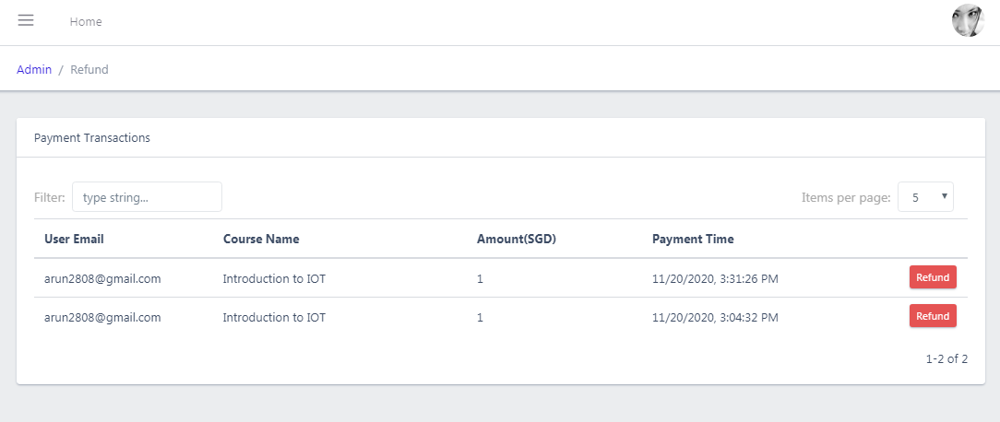 Home
Admin / Refund
Payment Transactions
Filter: type string... Items per page: 5
User Email Course Name Amount(SGD) Payment Time
arun2808@gmail.com Introduction to IOT 1 11/20/2020, 3:31:26 PM Refund
arun2808@gmail.com Introduction to IOT 1 11/20/2020, 3:04:32 PM Refund
1-2 of 2